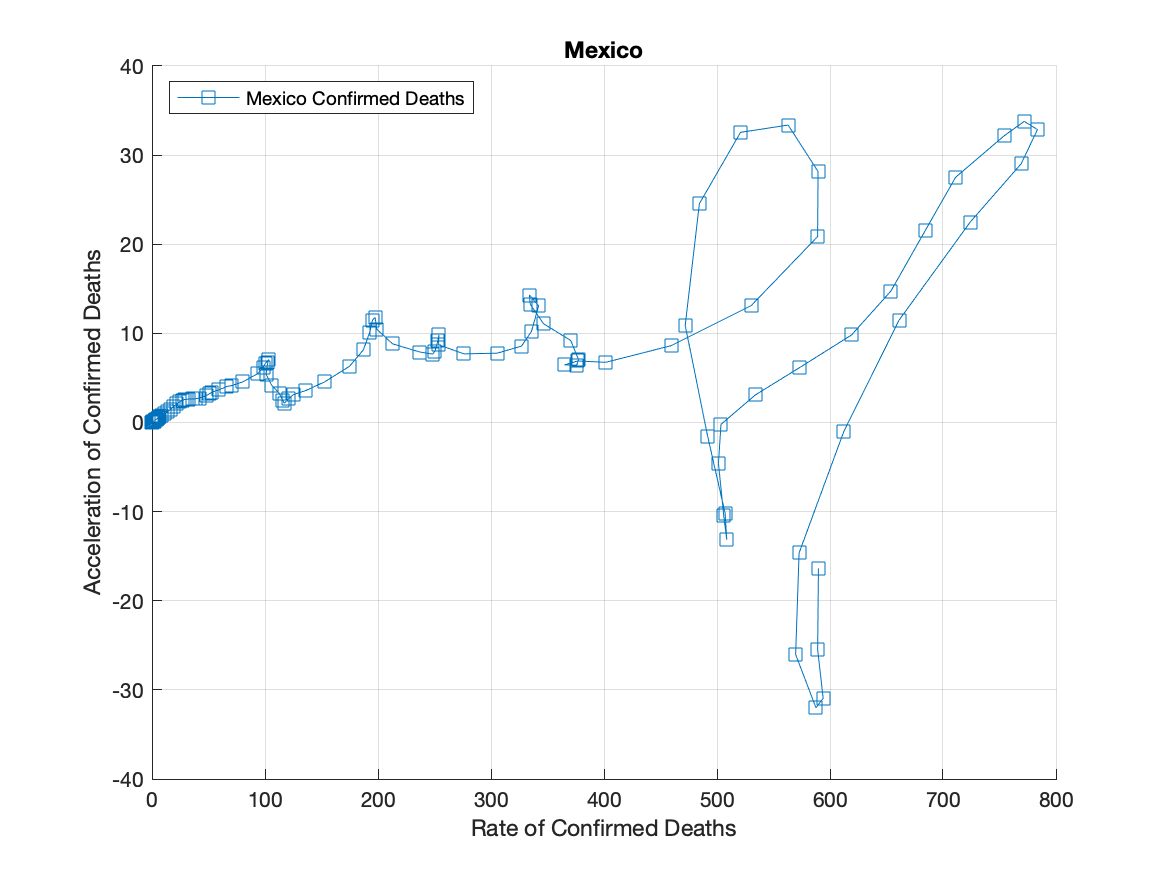 Mexico
Mexico Confirmed Deaths
Acceleration of Confirmed Deaths
40
30
20
10
0
-10
-20
-30
-40
0 100 200 300 400 500 600 700 800
Rate of Confirmed Deaths